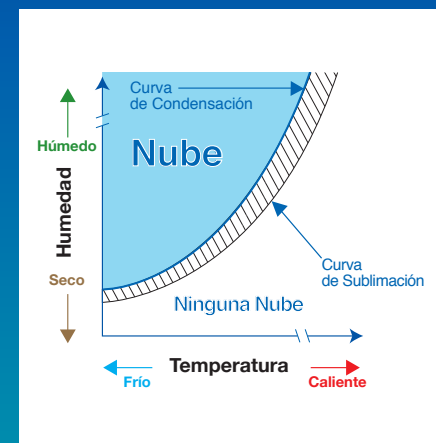 Curva
de Condensación
Húmedo
Nube
Humedad
Seco
Curva
de Sublimación
Ninguna Nube
Temperatura
Frío
Caliente